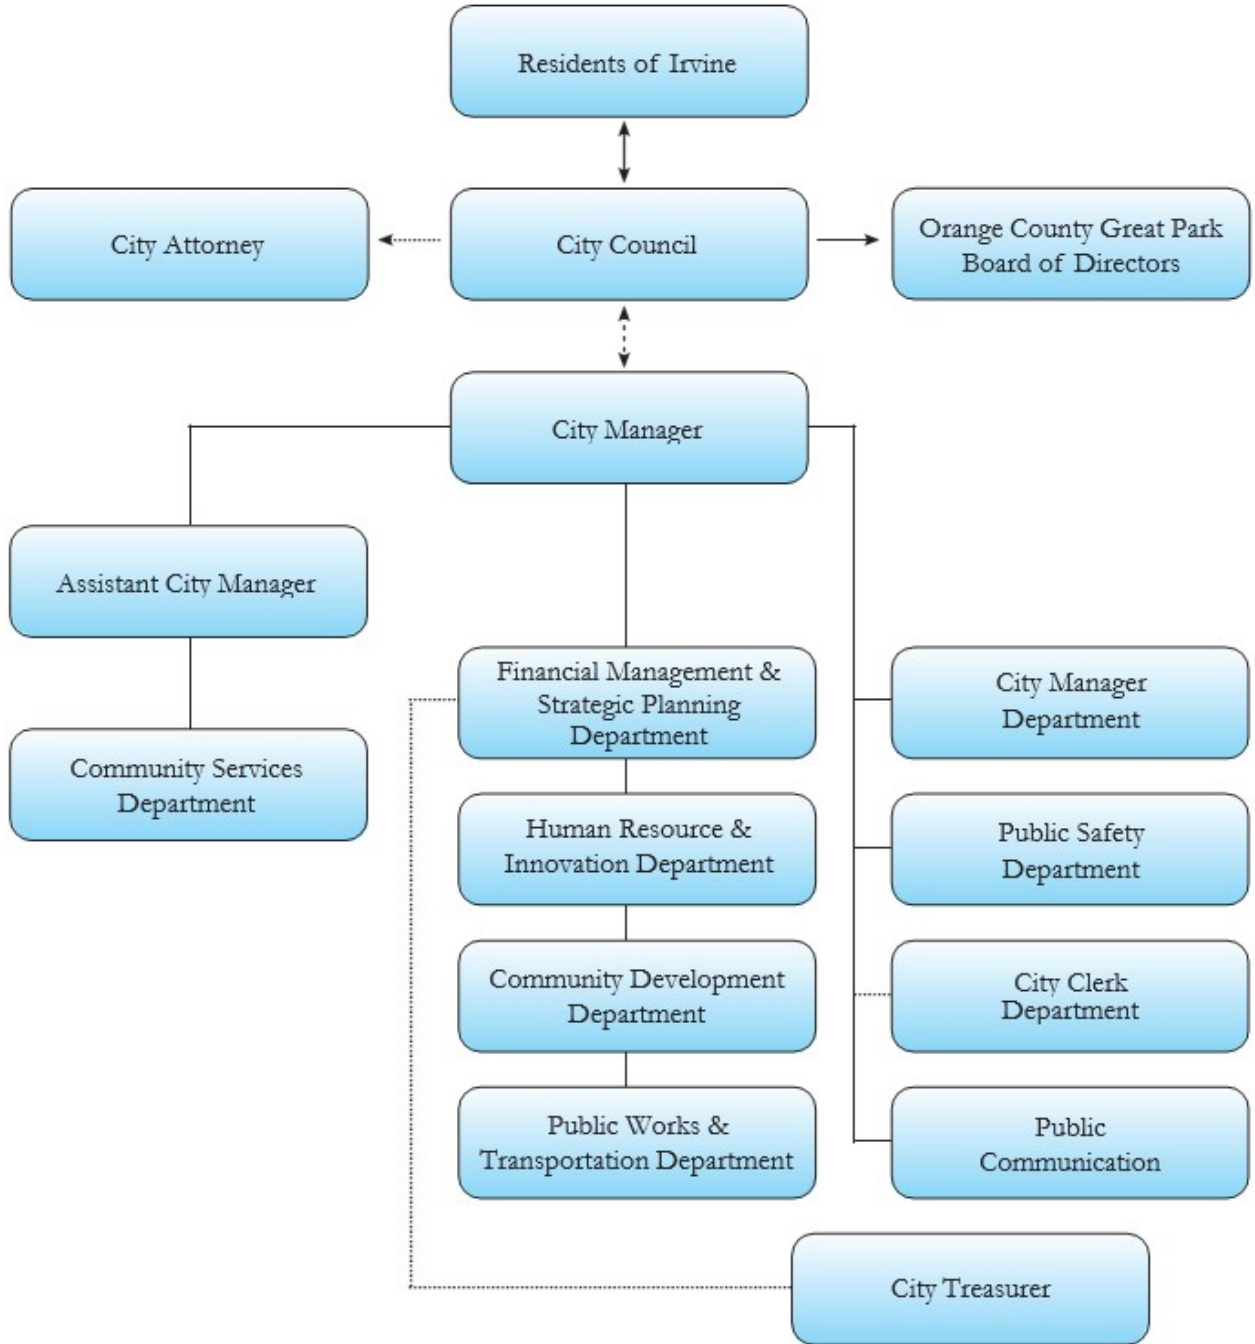 Residents of Irvine
City Attorney
City Council
Orange County Great Park
Board of Directors
City Manager
Assistant City Manager
Community Services
Department
Financial Management &
Strategic Planning
Department
Human Resource &
Innovation Department
Community Development
Department
Public Works &
Transportation Department
City Manager
Department
Public Safety
Department
City Clerk
Department
Public
Communication
City Treasurer